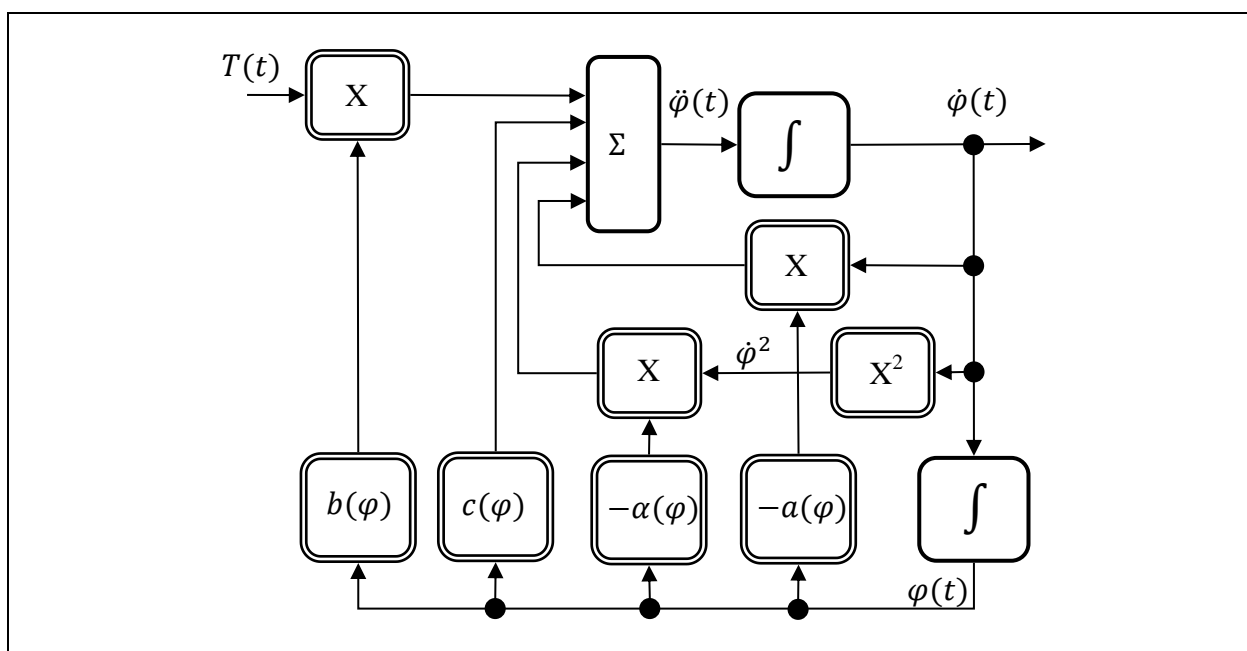 T(t)
X
Σ
φ̈(t)
∫
φ̇(t)
X
X
φ̇²
X²
b(φ)
c(φ)
−α(φ)
−a(φ)
∫
φ(t)